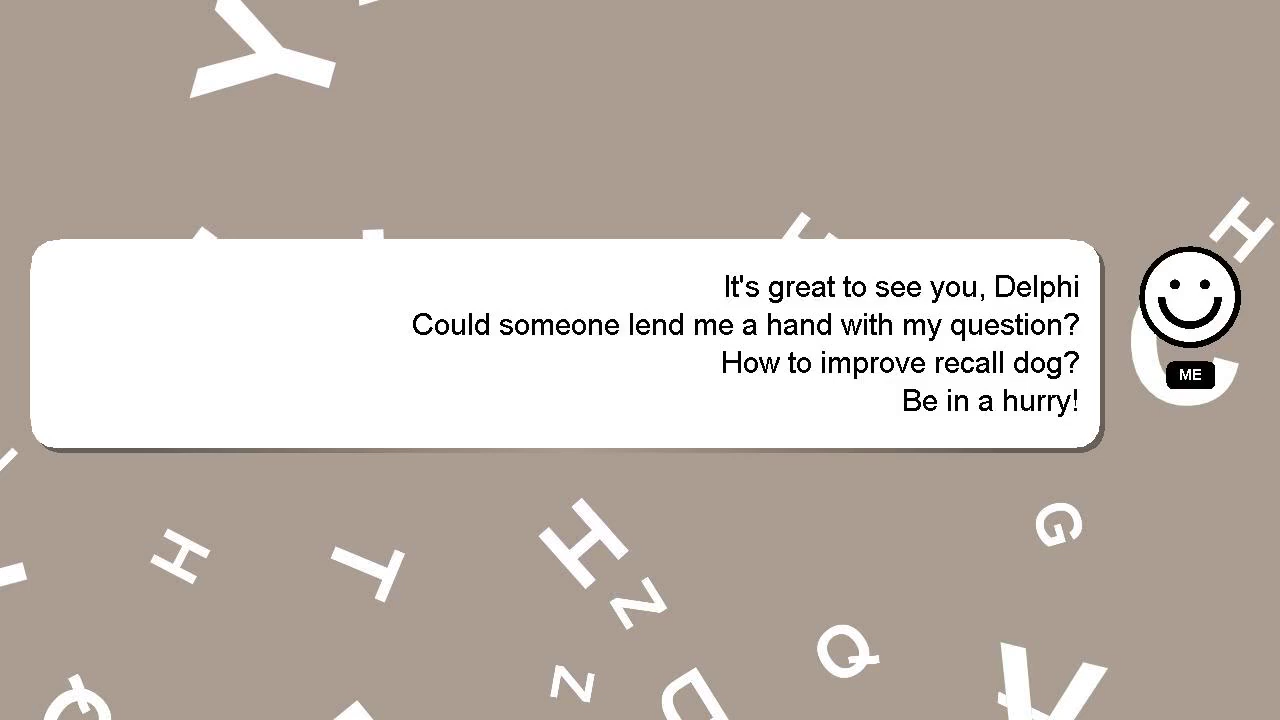 It's great to see you, Delphi
Could someone lend me a hand with my question?
How to improve recall dog?
Be in a hurry!
ME
Y
H
C
H
T
H
Z
G
Q
Z
D
Q
V